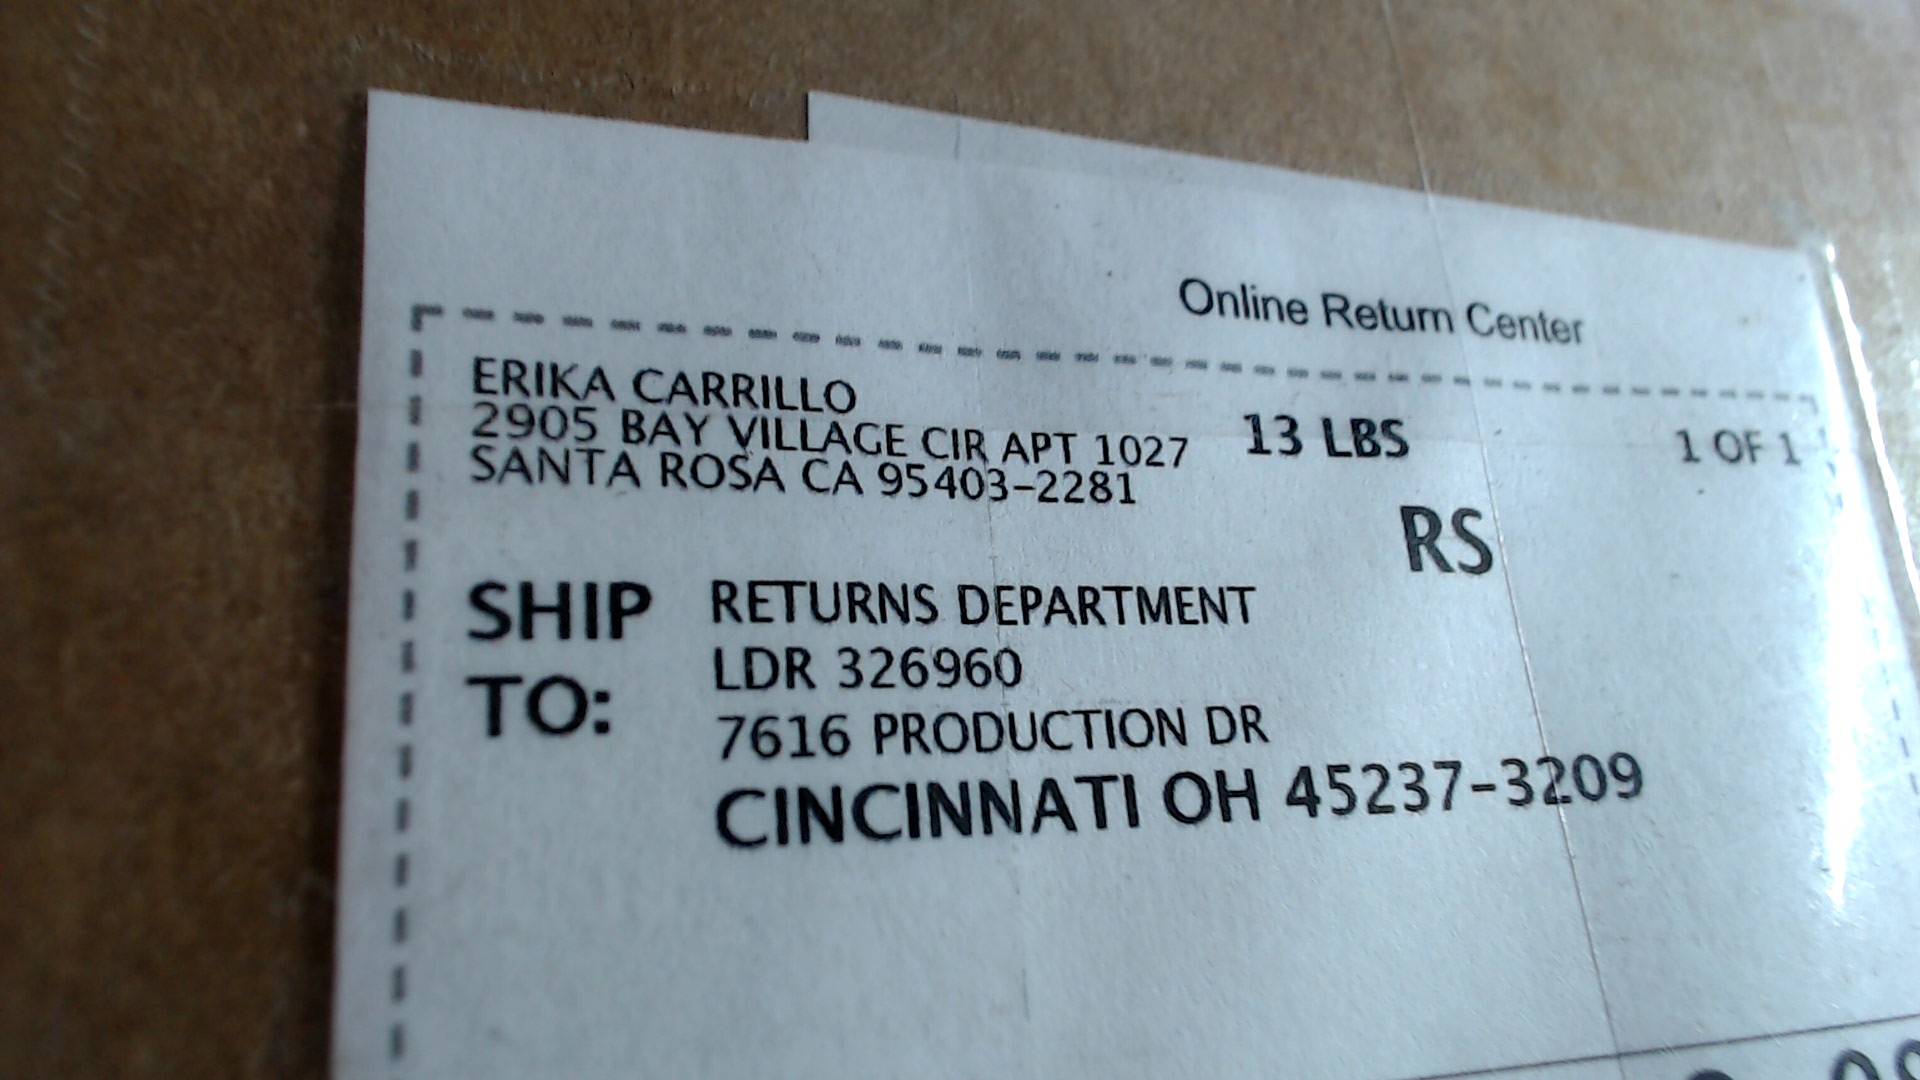 Online Return Center
ERIKA CARRILLO
2905 BAY VILLAGE CIR APT 1027
SANTA ROSA CA 95403-2281
13 LBS
1 OF 1
RS
SHIP TO:
RETURNS DEPARTMENT
LDR 326960
7616 PRODUCTION DR
CINCINNATI OH 45237-3209